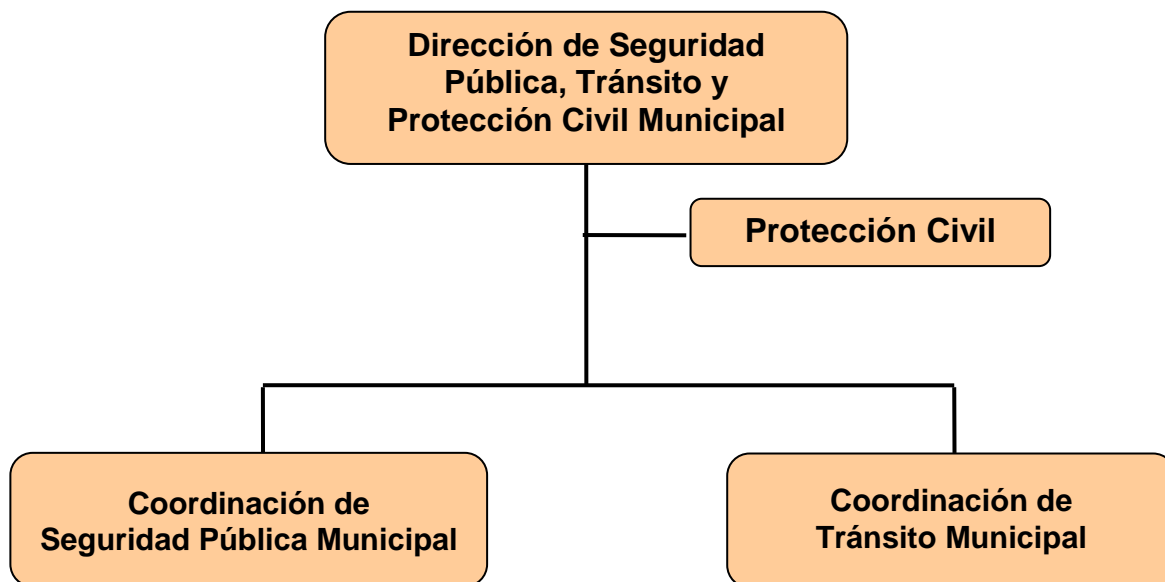 Dirección de Seguridad
Pública, Tránsito y
Protección Civil Municipal
Protección Civil
Coordinación de
Seguridad Pública Municipal
Coordinación de
Tránsito Municipal